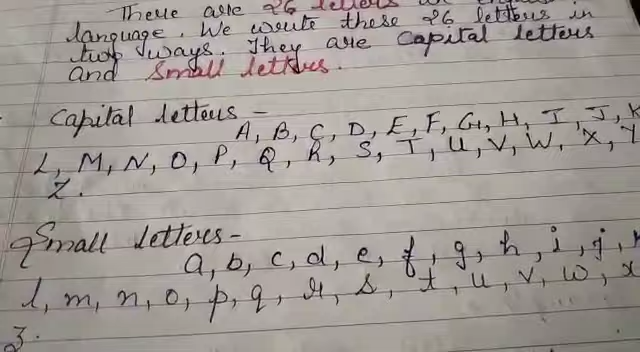 There are 26 letters
language. We wroute these 26 letters in
two ways. They are Capital letters
and Small letters.
Capital letters -
A, B, C, D, E, F, G, H, I, J, K
L, M, N, O, P, Q, R, S, T, U, V, W, X, Y
Z.
Small letters -
a, b, c, d, e, f, g, h, i, j,
l, m, n, o, p, q, r, s, t, u, v, w, x
z.